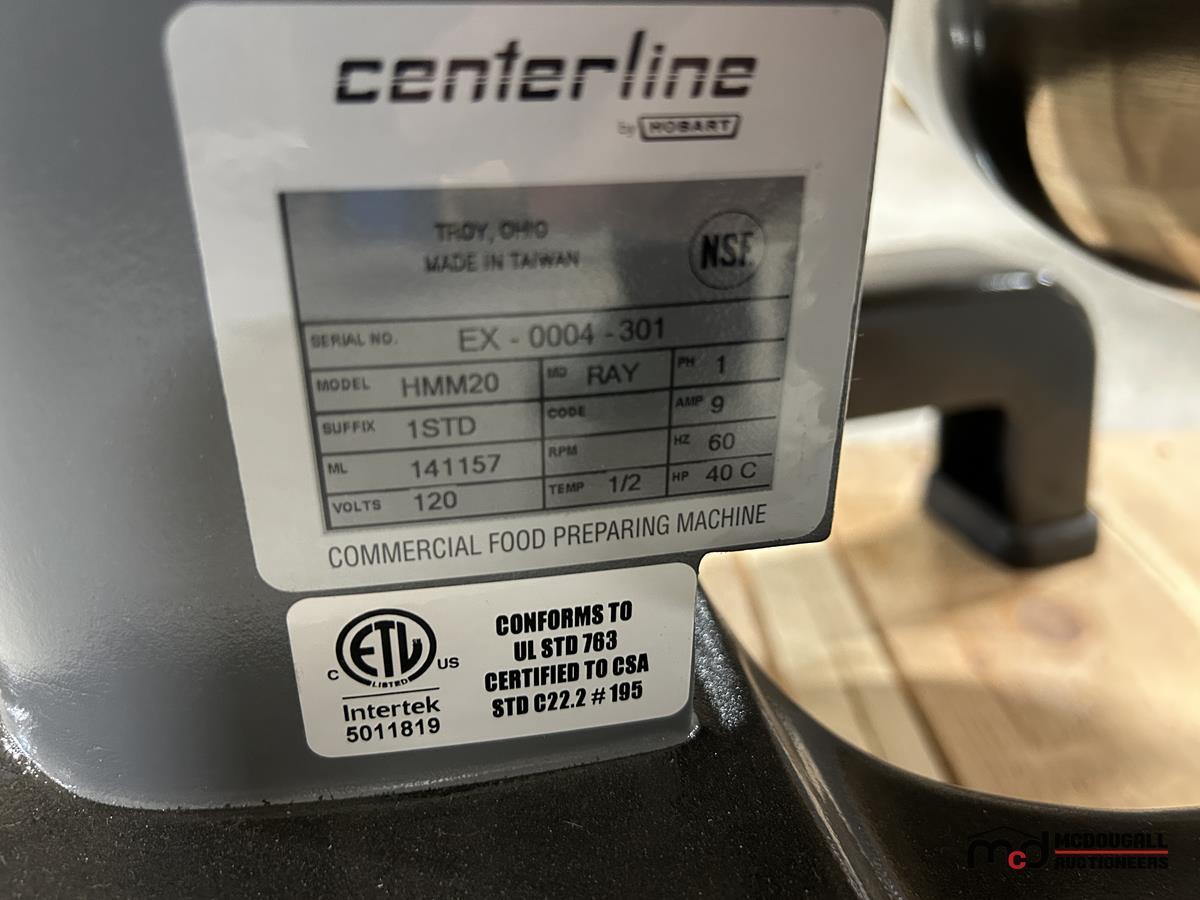 centerline
by HOBART
TROY, OHIO
MADE IN TAIWAN
NSF.
SERIAL NO. EX - 0004 - 301
MODEL HMM20 MD RAY PH 1
SUFFIX 1STD CODE AMP 9
ML 141157 RPM HZ 60
VOLTS 120 TEMP 1/2 HP 40 C
COMMERCIAL FOOD PREPARING MACHINE
ETL
LISTED
C US
Intertek
5011819
CONFORMS TO
UL STD 763
CERTIFIED TO CSA
STD C22.2 # 195
mcd MCDOUGALL
AUCTIONEERS